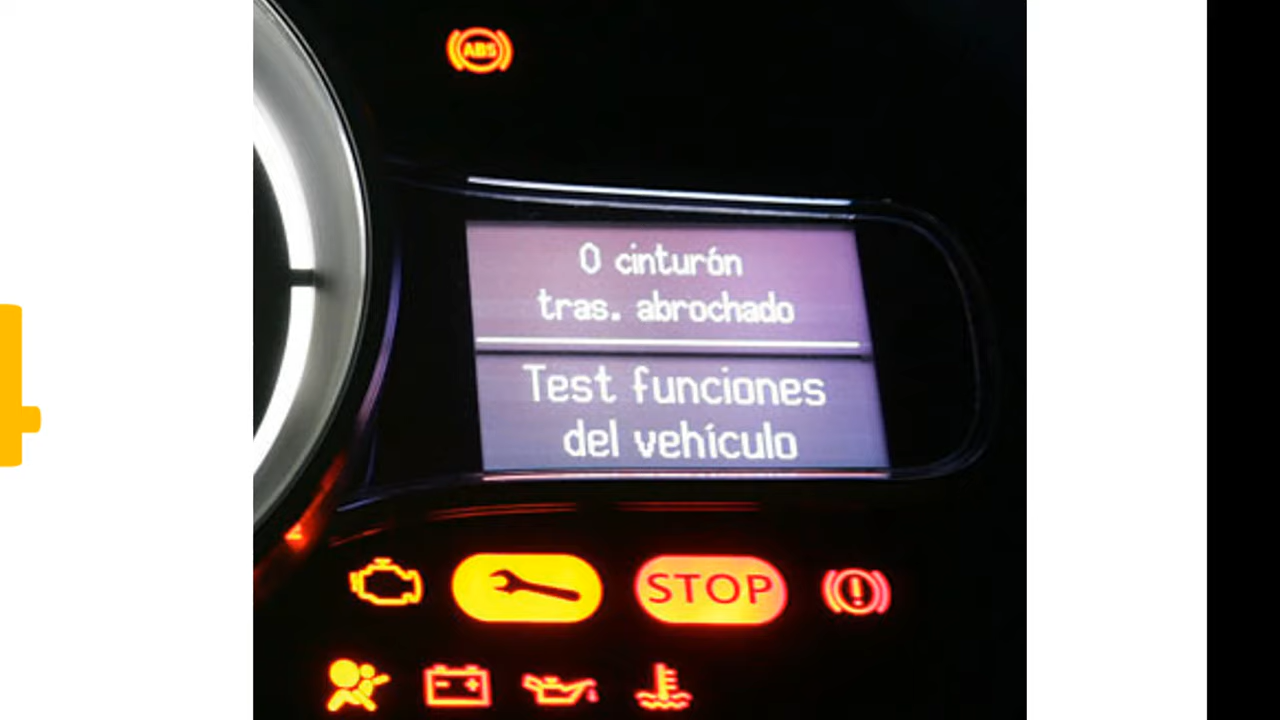 ABS
0 cinturón
tras. abrochado
Test funciones
del vehículo
STOP